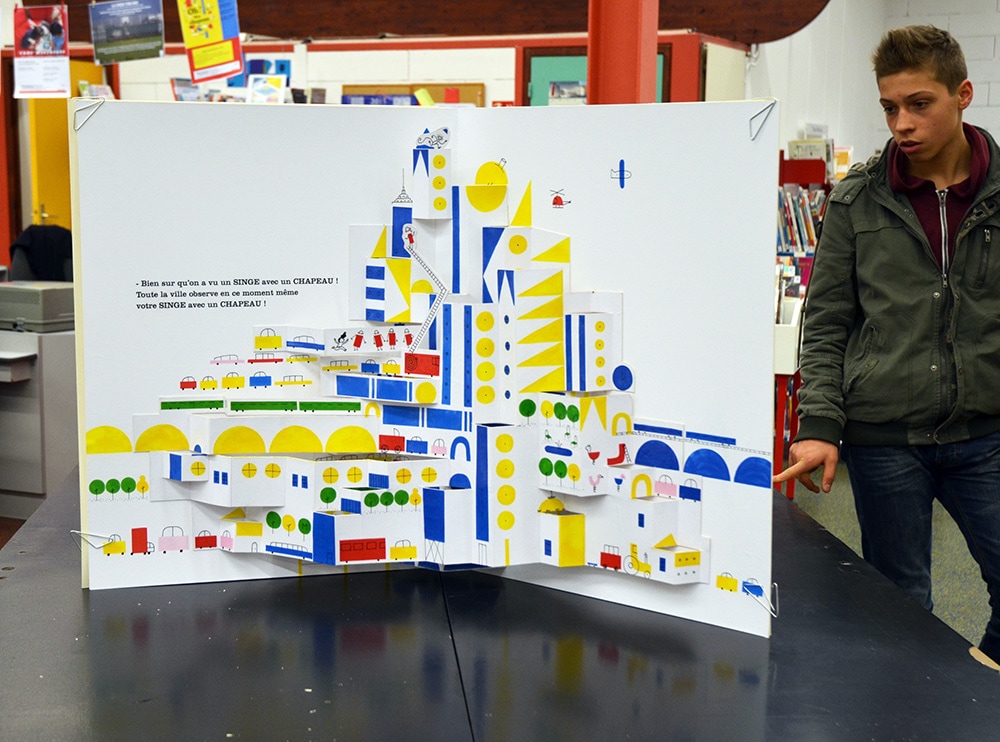 - Bien sur qu'on a vu un SINGE avec un CHAPEAU !
Toute la ville observe en ce moment même
votre SINGE avec un CHAPEAU !